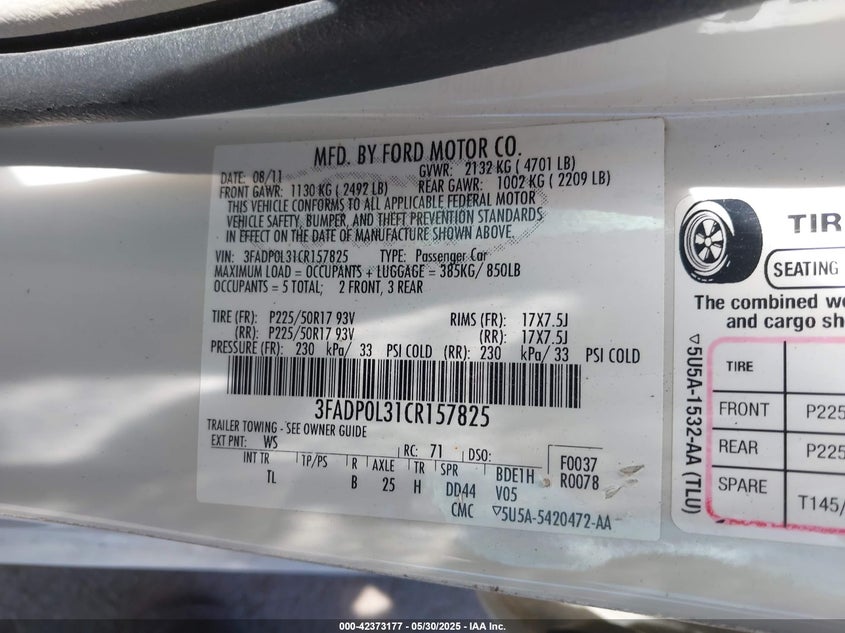 MFD. BY FORD MOTOR CO.
DATE: 08/11 GVWR: 2132 KG ( 4701 LB)
FRONT GAWR: 1130 KG ( 2492 LB) REAR GAWR: 1002 KG ( 2209 LB)
THIS VEHICLE CONFORMS TO ALL APPLICABLE FEDERAL MOTOR
VEHICLE SAFETY, BUMPER, AND THEFT PREVENTION STANDARDS
IN EFFECT ON THE DATE OF MANUFACTURE SHOWN ABOVE.
VIN: 3FADP0L31CR157825 TYPE: Passenger Car
MAXIMUM LOAD = OCCUPANTS + LUGGAGE = 385KG/ 850LB
OCCUPANTS = 5 TOTAL; 2 FRONT, 3 REAR
TIRE (FR): P225/50R17 93V RIMS (FR): 17X7.5J
(RR): P225/50R17 93V (RR): 17X7.5J
PRESSURE (FR): 230 kPa/ 33 PSI COLD (RR): 230 kPa/ 33 PSI COLD
3FADP0L31CR157825
TRAILER TOWING - SEE OWNER GUIDE
EXT PNT: WS RC: 71 DSO:
INT TR TP/PS R AXLE TR SPR BDE1H F0037
TL B 25 H DD44 V05 R0078
CMC ▽5U5A-5420472-AA
▽5U5A-1532-AA (TLU)
TIR
SEATING
The combined we
and cargo sh
TIRE
FRONT P225
REAR P225
SPARE T145/
000-42373177 - 05/30/2025 - IAA Inc.